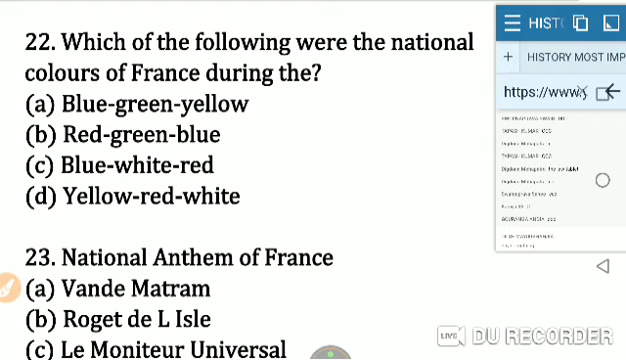 22. Which of the following were the national
colours of France during the?
(a) Blue-green-yellow
(b) Red-green-blue
(c) Blue-white-red
(d) Yellow-red-white
23. National Anthem of France
(a) Vande Matram
(b) Roget de L Isle
(c) Le Moniteur Universal
HIST
+ HISTORY MOST IMP
https://www.y
LIVE DU RECORDER